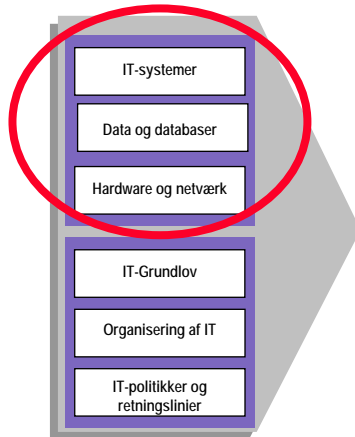 IT-systemer
Data og databaser
Hardware og netværk
IT-Grundlov
Organisering af IT
IT-politikker og
retningslinier